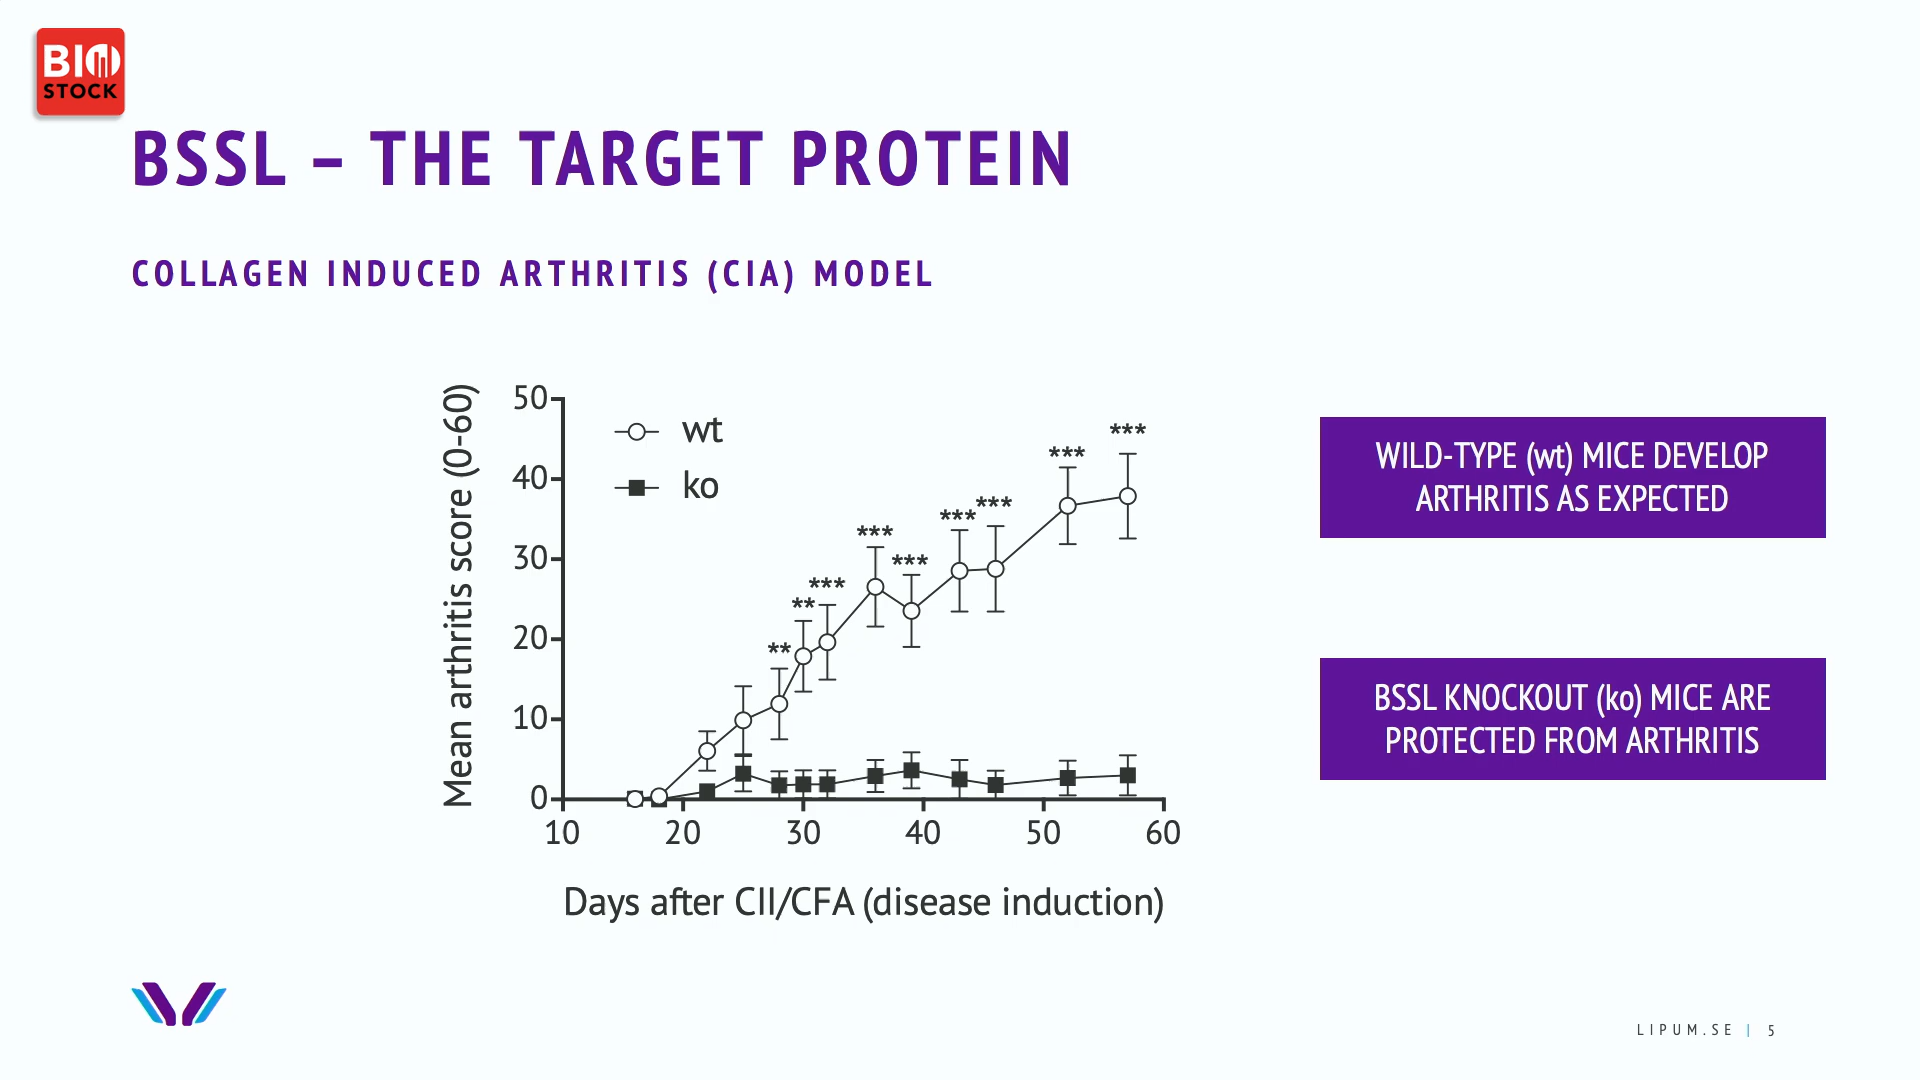 BIO
STOCK
BSSL – THE TARGET PROTEIN
COLLAGEN INDUCED ARTHRITIS (CIA) MODEL
Mean arthritis score (0-60)
50
40
30
20
10
0
wt
ko
**
**
***
***
***
***
***
***
***
10 20 30 40 50 60
Days after CII/CFA (disease induction)
WILD-TYPE (wt) MICE DEVELOP
ARTHRITIS AS EXPECTED
BSSL KNOCKOUT (ko) MICE ARE
PROTECTED FROM ARTHRITIS
LIPUM.SE | 5